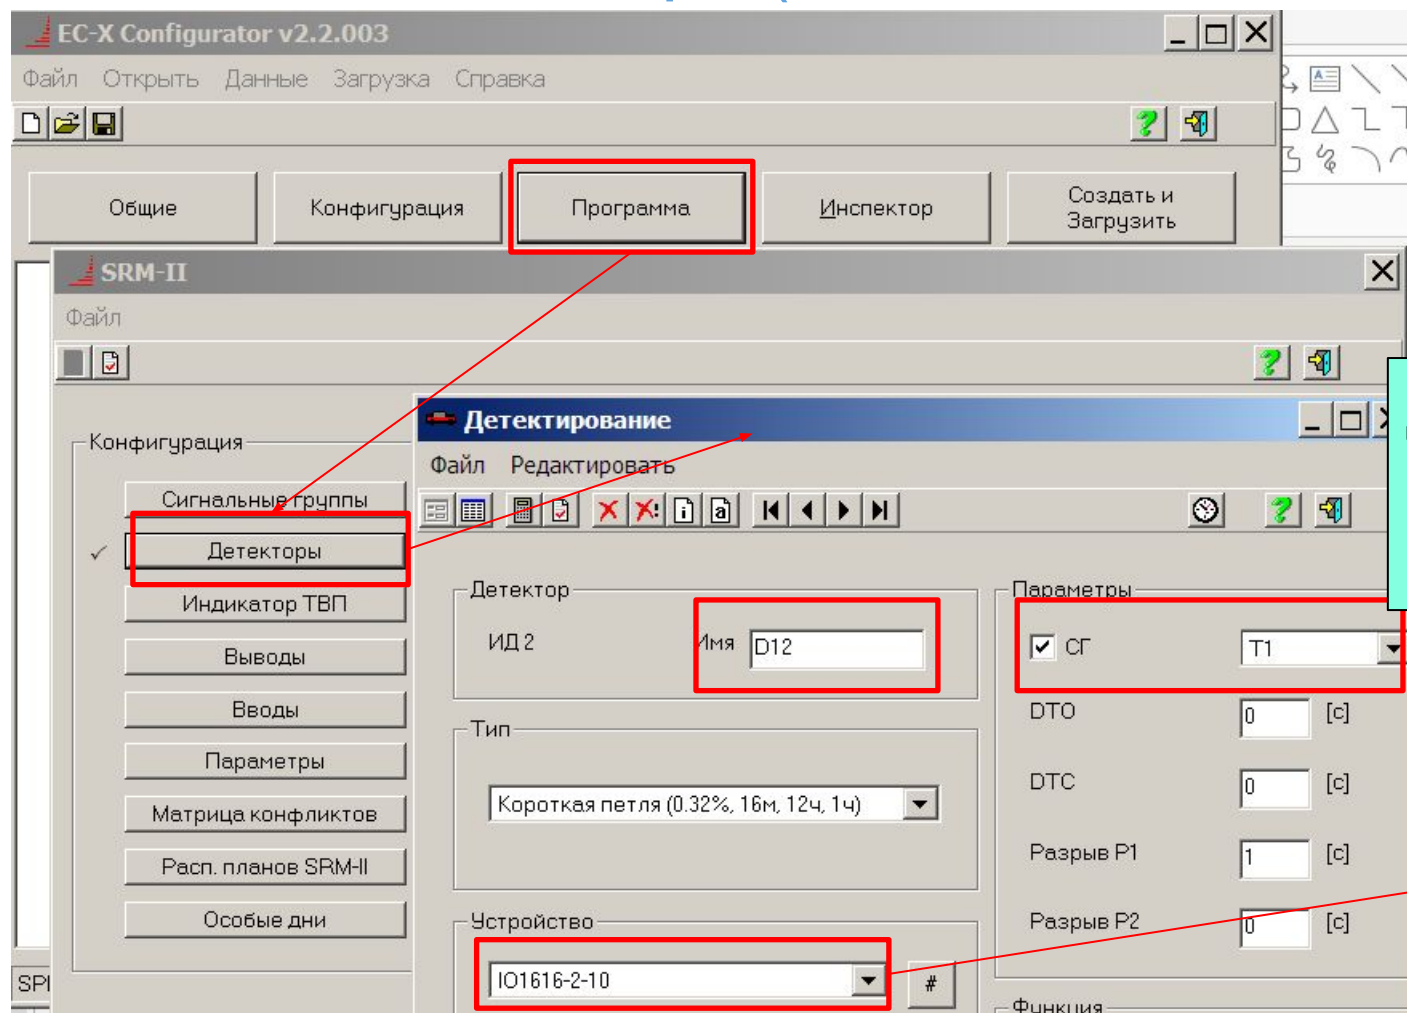 EC-X Configurator v2.2.003
Файл Открыть Данные Загрузка Справка
Общие Конфигурация Программа Инспектор Создать и
Загрузить
SRM-II
Файл
Детектирование
Файл Редактировать
Конфигурация
Сигнальные группы
Детекторы
Индикатор ТВП
Выводы
Вводы
Параметры
Матрица конфликтов
Расп. планов SRM-II
Особые дни
Детектор
ИД 2 Имя D12
Тип
Короткая петля (0.32%, 16м, 12ч, 1ч)
Устройство
IO1616-2-10 #
Параметры
СГ T1
DTO 0 [с]
DTC 0 [с]
Разрыв P1 1 [с]
Разрыв P2 0 [с]
Функция